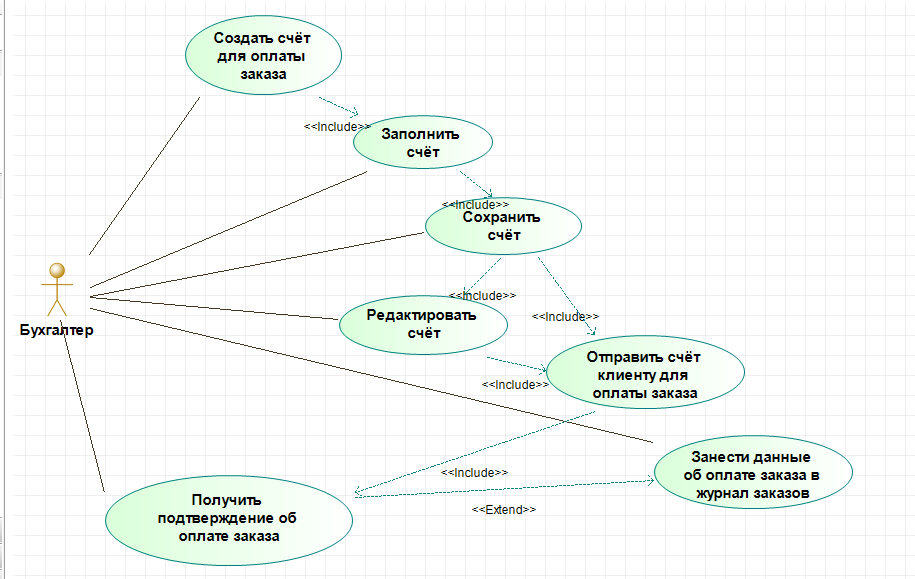 Создать счёт
для оплаты
заказа
<<Include>>
Заполнить
счёт
<<Include>>
Сохранить
счёт
<<Include>>
Редактировать
счёт
<<Include>>
Бухгалтер
Отправить счёт
клиенту для
оплаты заказа
<<Include>>
<<Include>>
Занести данные
об оплате заказа в
журнал заказов
Получить
подтверждение об
оплате заказа
<<Extend>>